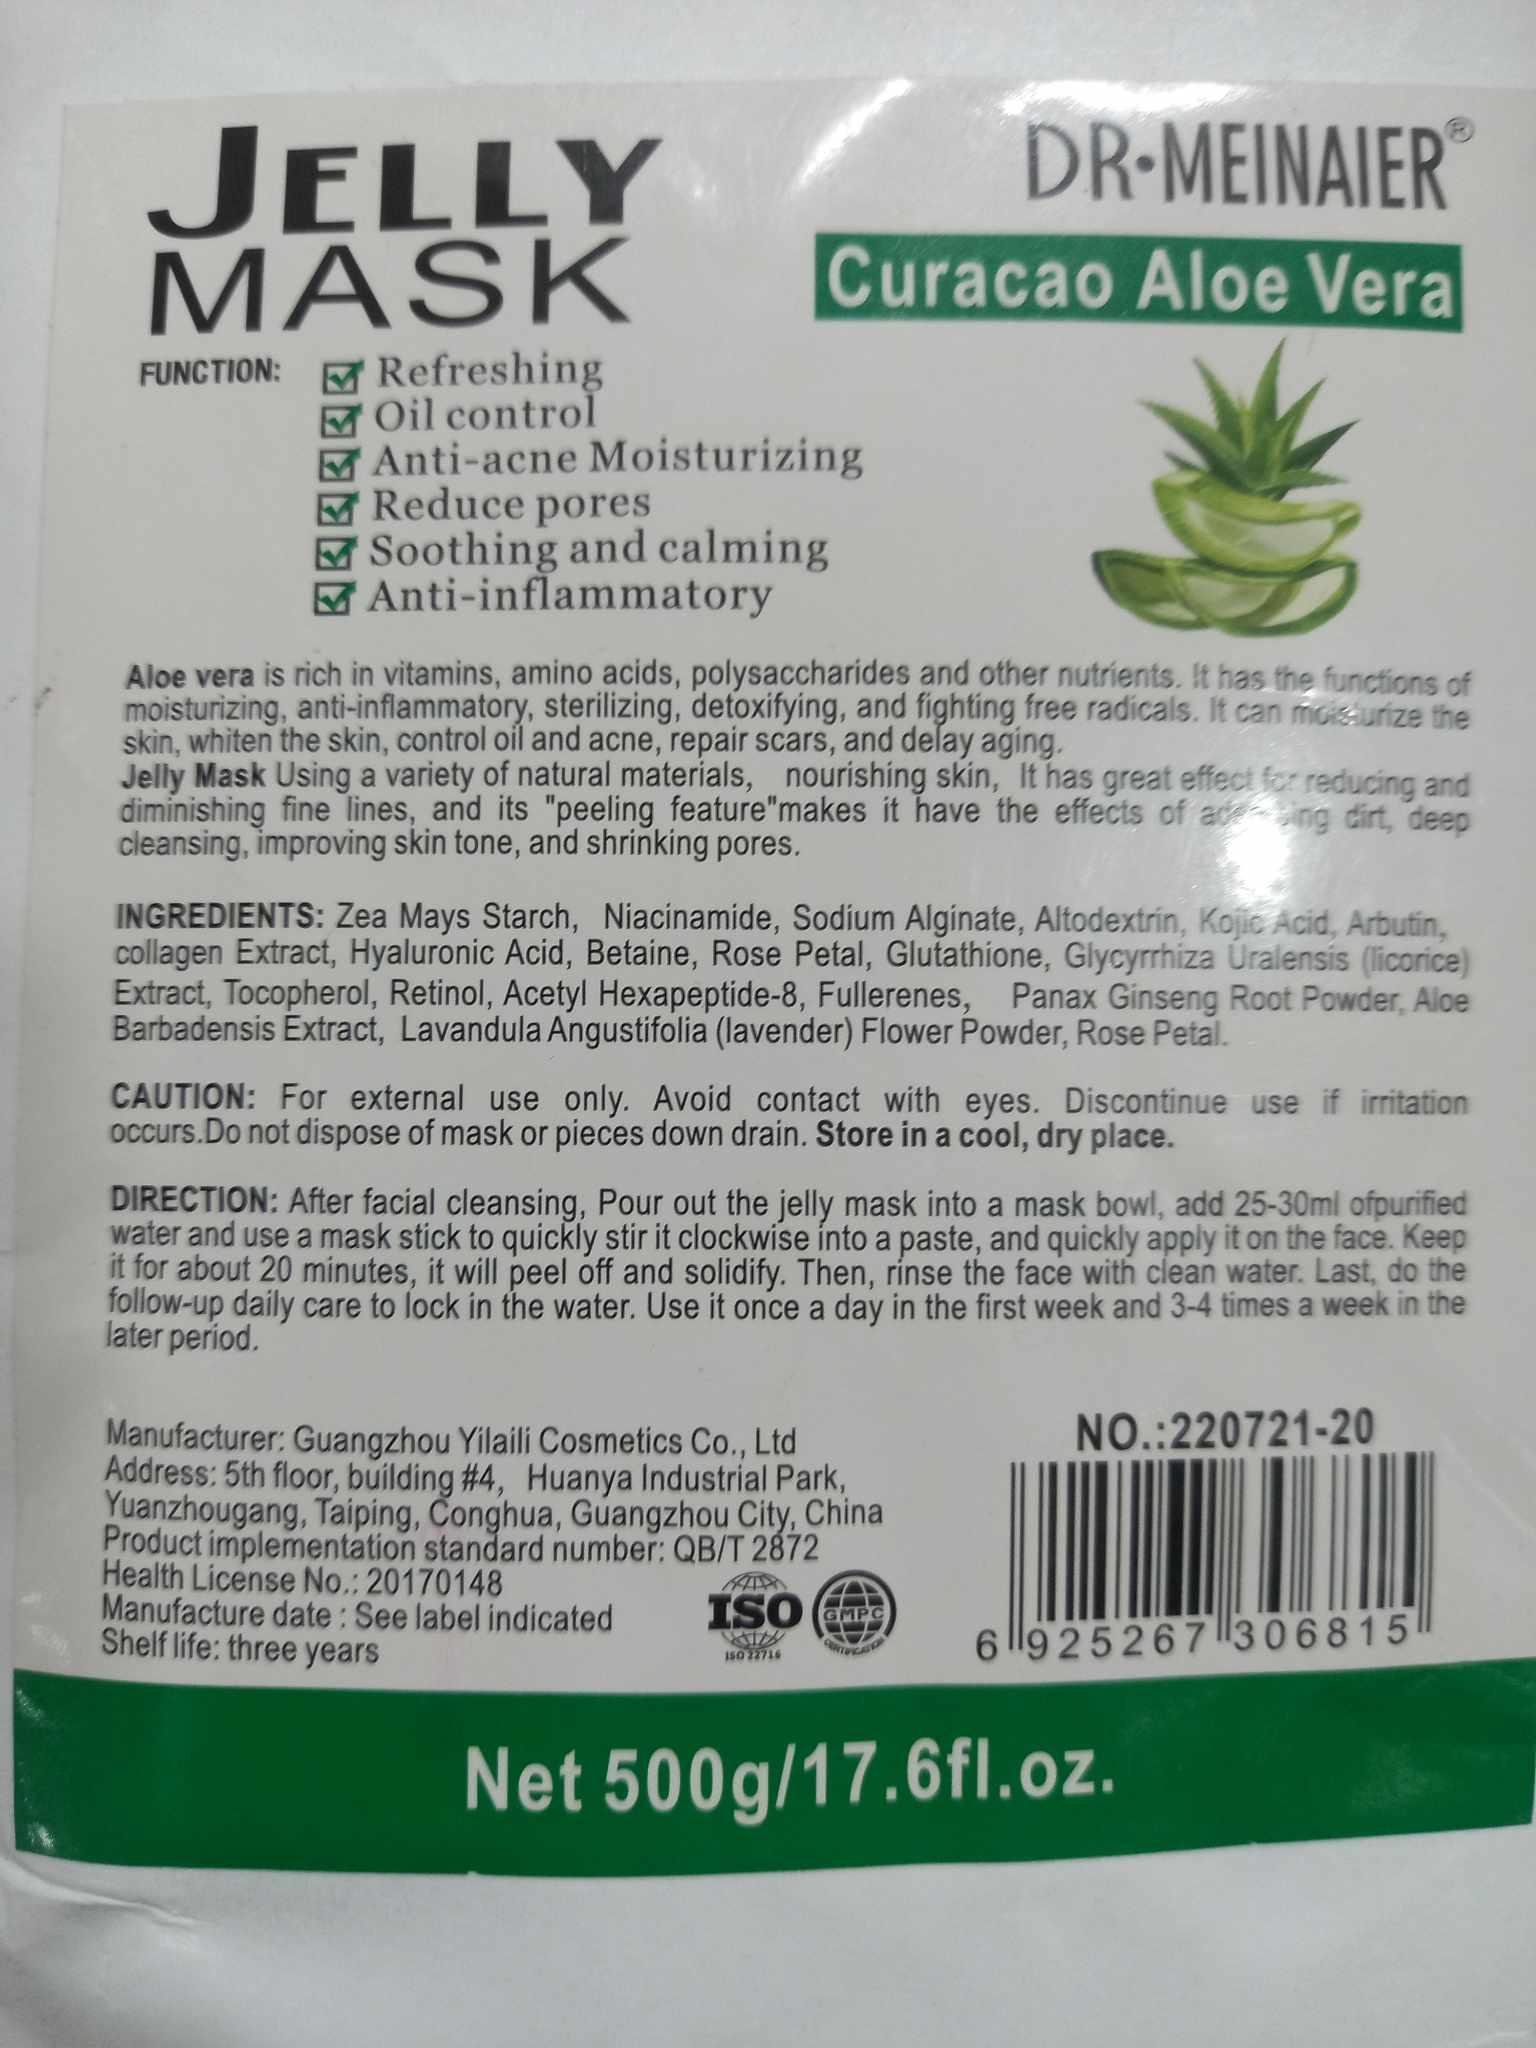 JELLY
MASK
DR·MEINAIER®
Curacao Aloe Vera
FUNCTION:
Refreshing
Oil control
Anti-acne Moisturizing
Reduce pores
Soothing and calming
Anti-inflammatory
Aloe vera is rich in vitamins, amino acids, polysaccharides and other nutrients. It has the functions of
moisturizing, anti-inflammatory, sterilizing, detoxifying, and fighting free radicals. It can moisturize the
skin, whiten the skin, control oil and acne, repair scars, and delay aging.
Jelly Mask Using a variety of natural materials, nourishing skin, It has great effect for reducing and
diminishing fine lines, and its "peeling feature"makes it have the effects of dirt, deep
cleansing, improving skin tone, and shrinking pores.
INGREDIENTS: Zea Mays Starch, Niacinamide, Sodium Alginate, Altodextrin, Kojic Acid, Arbutin,
collagen Extract, Hyaluronic Acid, Betaine, Rose Petal, Glutathione, Glycyrrhiza Uralensis (licorice)
Extract, Tocopherol, Retinol, Acetyl Hexapeptide-8, Fullerenes, Panax Ginseng Root Powder, Aloe
Barbadensis Extract, Lavandula Angustifolia (lavender) Flower Powder, Rose Petal.
CAUTION: For external use only. Avoid contact with eyes. Discontinue use if irritation
occurs.Do not dispose of mask or pieces down drain. Store in a cool, dry place.
DIRECTION: After facial cleansing, Pour out the jelly mask into a mask bowl, add 25-30ml ofpurified
water and use a mask stick to quickly stir it clockwise into a paste, and quickly apply it on the face. Keep
it for about 20 minutes, it will peel off and solidify. Then, rinse the face with clean water. Last, do the
follow-up daily care to lock in the water. Use it once a day in the first week and 3-4 times a week in the
later period.
Manufacturer: Guangzhou Yilaili Cosmetics Co., Ltd
Address: 5th floor, building #4, Huanya Industrial Park,
Yuanzhougang, Taiping, Conghua, Guangzhou City, China
Product implementation standard number: QB/T 2872
Health License No.: 20170148
Manufacture date : See label indicated
Shelf life: three years
ISO
ISO 22716
GMPC
CERTIFICATION
NO.:220721-20
6 925267 306815
Net 500g/17.6fl.oz.